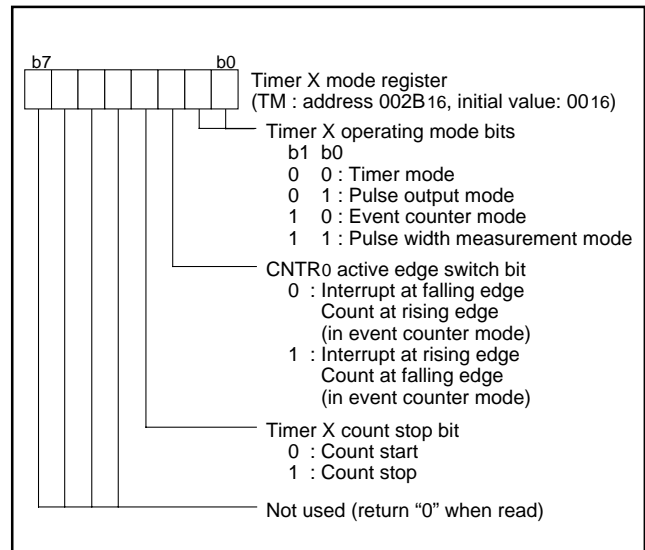 b7 b0
Timer X mode register
(TM : address 002B16, initial value: 0016)
Timer X operating mode bits
b1 b0
0 0 : Timer mode
0 1 : Pulse output mode
1 0 : Event counter mode
1 1 : Pulse width measurement mode
CNTR0 active edge switch bit
0 : Interrupt at falling edge
Count at rising edge
(in event counter mode)
1 : Interrupt at rising edge
Count at falling edge
(in event counter mode)
Timer X count stop bit
0 : Count start
1 : Count stop
Not used (return “0” when read)